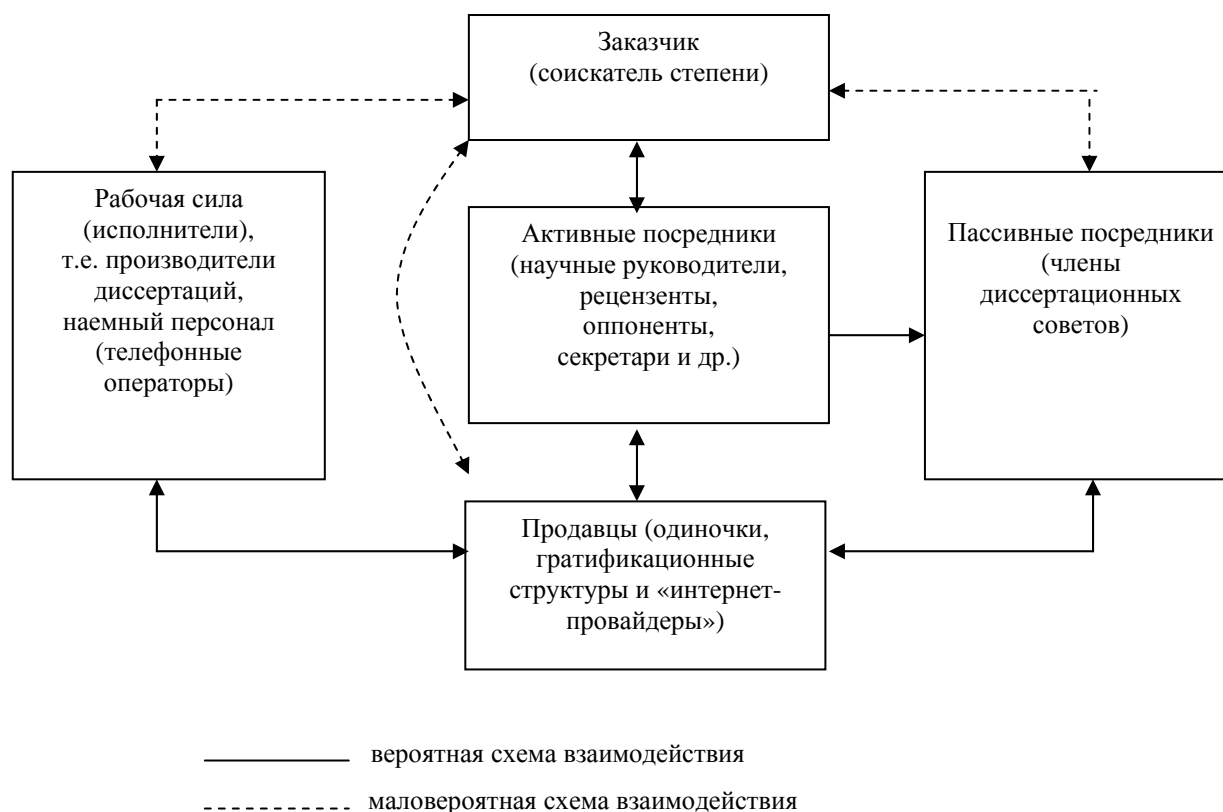 Заказчик
(соискатель степени)
Рабочая сила
(исполнители),
т.е. производители
диссертаций,
наемный персонал
(телефонные
операторы)
Активные посредники
(научные руководители,
рецензенты,
оппоненты,
секретари и др.)
Пассивные посредники
(члены
диссертационных
советов)
Продавцы (одиночки,
гратификационные
структуры и «интернет-
провайдеры»)
вероятная схема взаимодействия
маловероятная схема взаимодействия